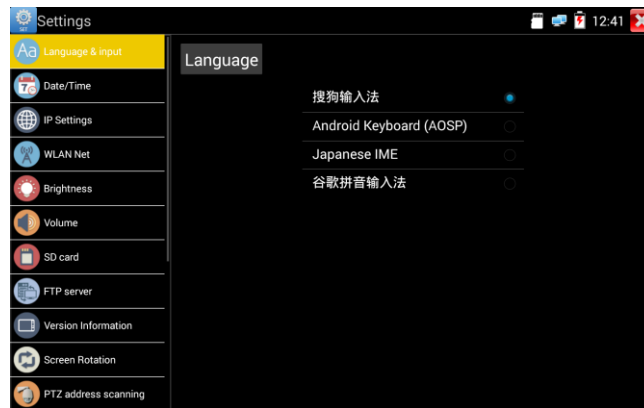 Settings
12:41
SET
Aa Language & input
Date/Time
IP Settings
WLAN Net
Brightness
Volume
SD card
FTP server
Version Information
Screen Rotation
PTZ address scanning
Language
搜狗输入法
Android Keyboard (AOSP)
Japanese IME
谷歌拼音输入法